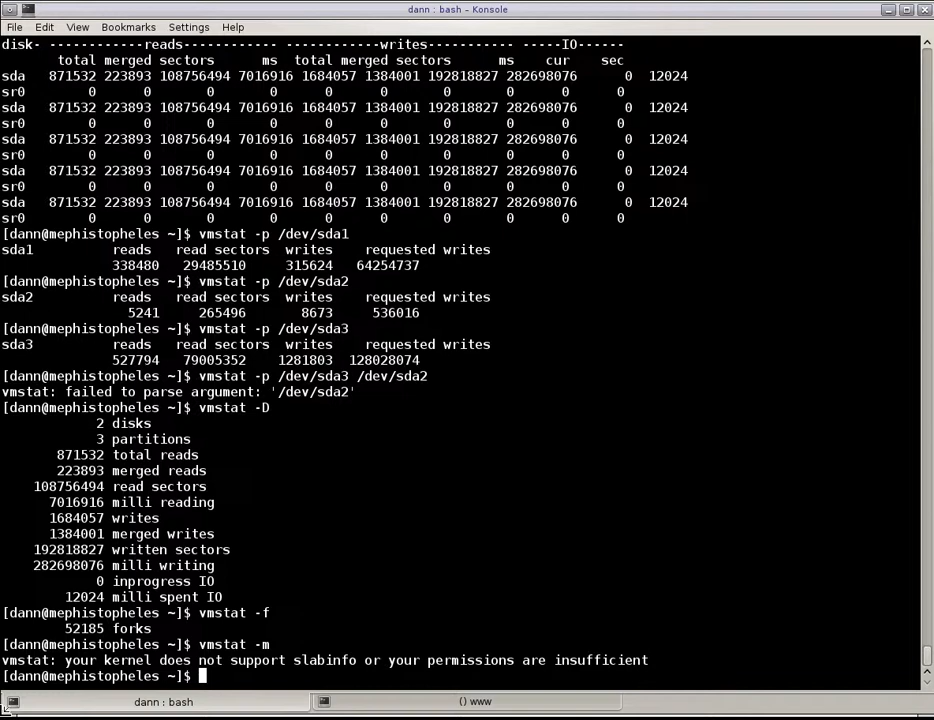 dann : bash - Konsole
File Edit View Bookmarks Settings Help
disk- ------------reads------------ ------------writes----------- -----IO------
total merged sectors ms total merged sectors ms cur sec
sda 871532 223893 108756494 7016916 1684057 1384001 192818827 282698076 0 12024
sr0 0 0 0 0 0 0 0 0 0 0
sda 871532 223893 108756494 7016916 1684057 1384001 192818827 282698076 0 12024
sr0 0 0 0 0 0 0 0 0 0 0
sda 871532 223893 108756494 7016916 1684057 1384001 192818827 282698076 0 12024
sr0 0 0 0 0 0 0 0 0 0 0
sda 871532 223893 108756494 7016916 1684057 1384001 192818827 282698076 0 12024
sr0 0 0 0 0 0 0 0 0 0 0
sda 871532 223893 108756494 7016916 1684057 1384001 192818827 282698076 0 12024
sr0 0 0 0 0 0 0 0 0 0 0
[dann@mephistopheles ~]$ vmstat -p /dev/sda1
sda1 reads read sectors writes requested writes
338480 29485510 315624 64254737
[dann@mephistopheles ~]$ vmstat -p /dev/sda2
sda2 reads read sectors writes requested writes
5241 265496 8673 536016
[dann@mephistopheles ~]$ vmstat -p /dev/sda3
sda3 reads read sectors writes requested writes
527794 79005352 1281803 128028074
[dann@mephistopheles ~]$ vmstat -p /dev/sda3 /dev/sda2
vmstat: failed to parse argument: '/dev/sda2'
[dann@mephistopheles ~]$ vmstat -D
2 disks
3 partitions
871532 total reads
223893 merged reads
108756494 read sectors
7016916 milli reading
1684057 writes
1384001 merged writes
192818827 written sectors
282698076 milli writing
0 inprogress IO
12024 milli spent IO
[dann@mephistopheles ~]$ vmstat -f
52185 forks
[dann@mephistopheles ~]$ vmstat -m
vmstat: your kernel does not support slabinfo or your permissions are insufficient
[dann@mephistopheles ~]$
dann : bash
() www